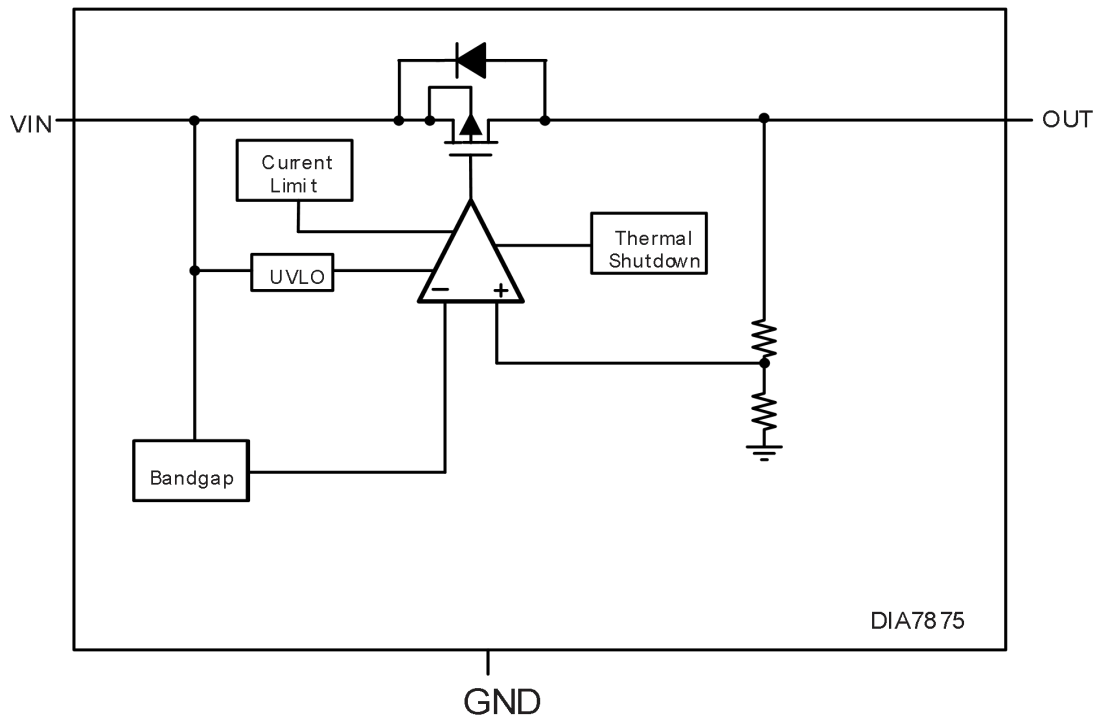 VIN
OUT
Current
Limit
Thermal
Shutdown
UVLO
− +
Bandgap
DIA7875
GND